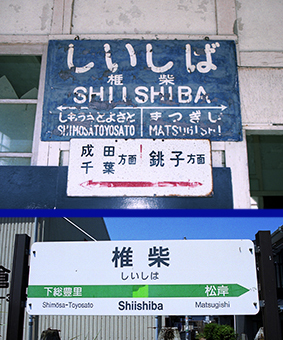 しいしば
椎柴
SHIISHIBA
しもうさとよさと まつぎし
SHIMOSATOYOSATO MATSUGISHI
成田
千葉 方面 銚子 方面
椎柴
しいしば
下総豊里 松岸
Shimōsa-Toyosato Shiishiba Matsugishi